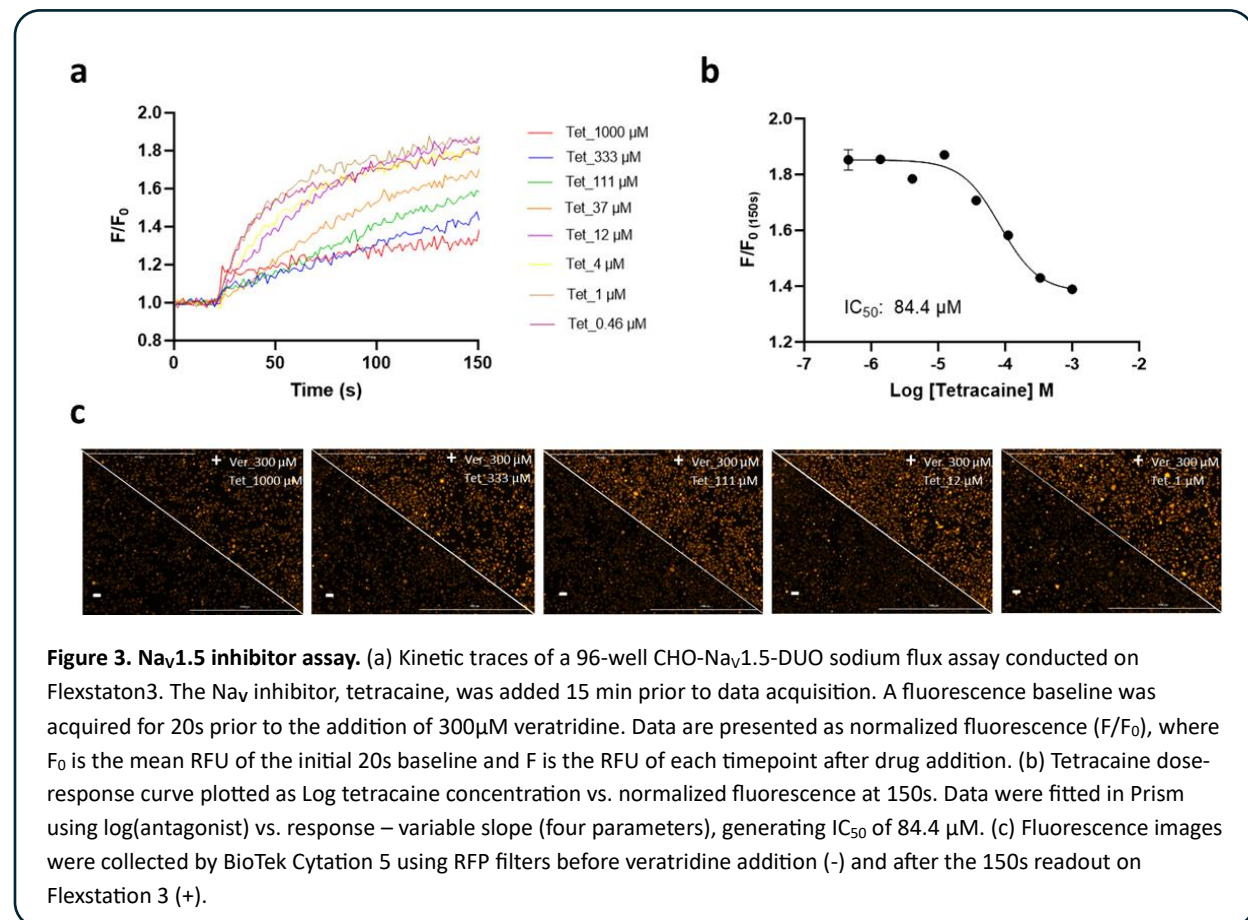 a
F/F0
2.0
1.8
1.6
1.4
1.2
1.0
0.8
0
50
100
150
Time (s)
Tet_1000 µM
Tet_333 µM
Tet_111 µM
Tet_37 µM
Tet_12 µM
Tet_4 µM
Tet_1 µM
Tet_0.46 µM
b
F/F0 (150s)
2.0
1.8
1.6
1.4
1.2
IC50: 84.4 µM
-7
-6
-5
-4
-3
-2
Log [Tetracaine] M
c
+ Ver_300 µM
Tet_1000 µM
-
+ Ver_300 µM
Tet_333 µM
-
+ Ver_300 µM
Tet_111 µM
-
+ Ver_300 µM
Tet_12 µM
-
+ Ver_300 µM
Tet_1 µM
-
Figure 3. NaV1.5 inhibitor assay. (a) Kinetic traces of a 96-well CHO-NaV1.5-DUO sodium flux assay conducted on
Flexstaton3. The NaV inhibitor, tetracaine, was added 15 min prior to data acquisition. A fluorescence baseline was
acquired for 20s prior to the addition of 300µM veratridine. Data are presented as normalized fluorescence (F/F0), where
F0 is the mean RFU of the initial 20s baseline and F is the RFU of each timepoint after drug addition. (b) Tetracaine dose-
response curve plotted as Log tetracaine concentration vs. normalized fluorescence at 150s. Data were fitted in Prism
using log(antagonist) vs. response – variable slope (four parameters), generating IC50 of 84.4 µM. (c) Fluorescence images
were collected by BioTek Cytation 5 using RFP filters before veratridine addition (-) and after the 150s readout on
Flexstation 3 (+).